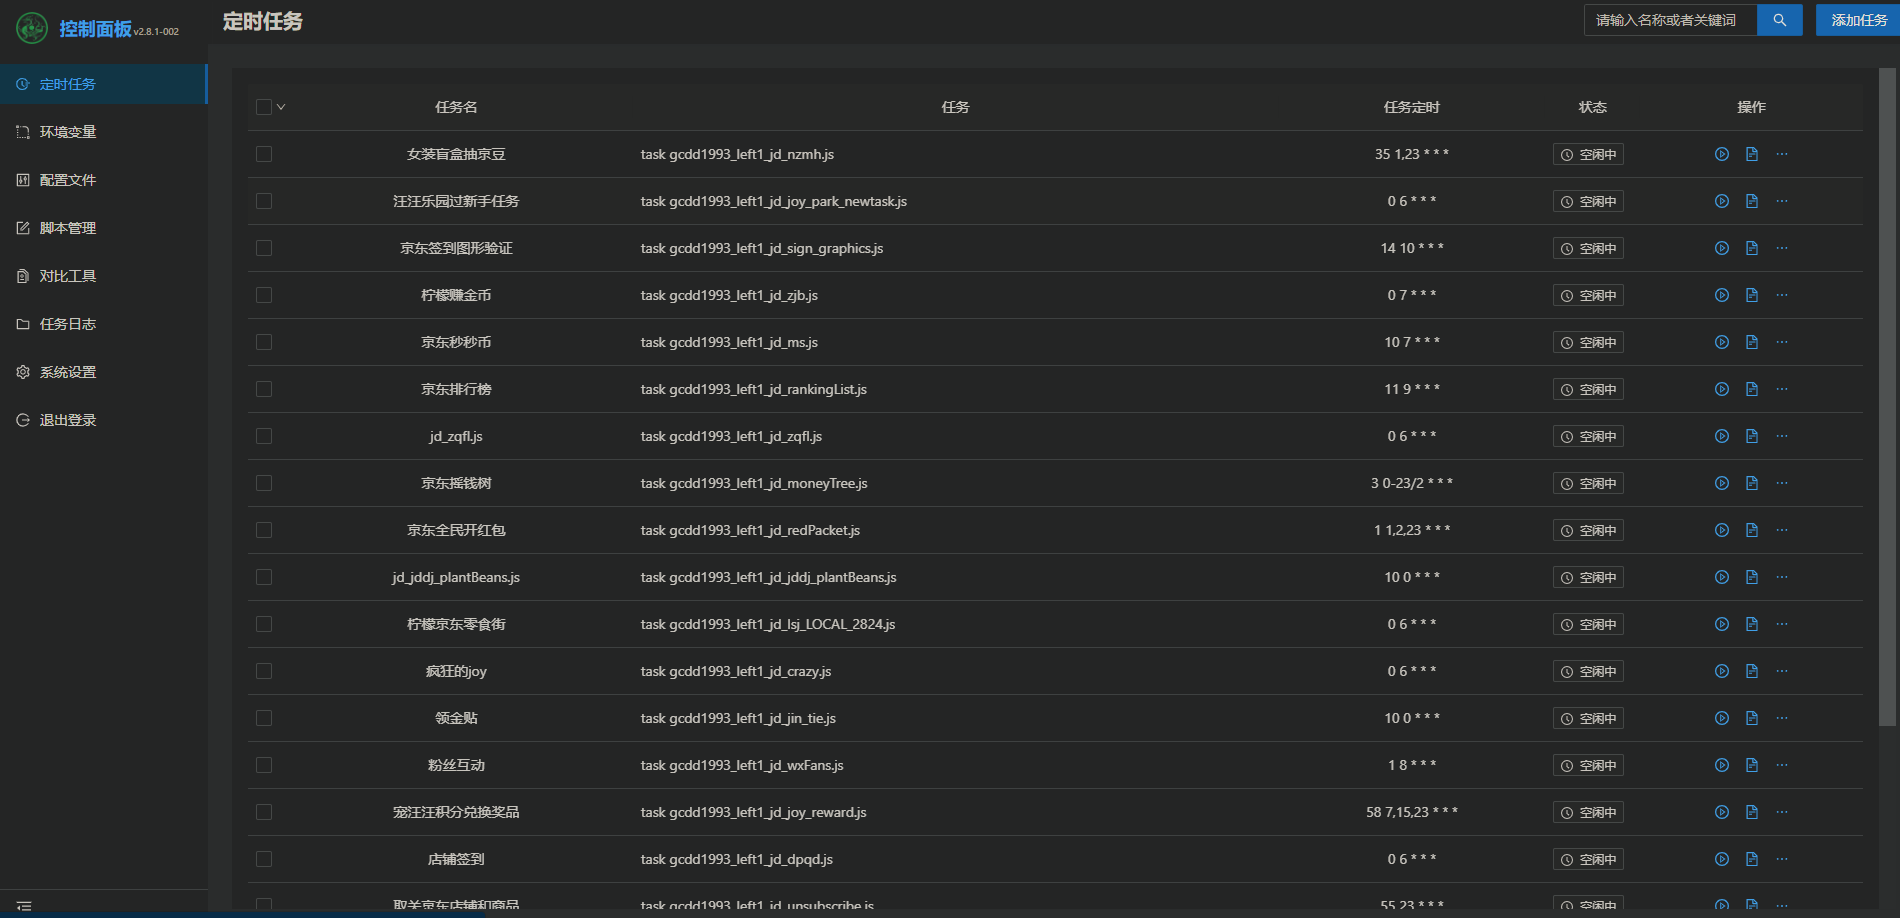 控制面板 v2.8.1-002
定时任务
环境变量
配置文件
脚本管理
对比工具
任务日志
系统设置
退出登录
定时任务
请输入名称或者关键词
添加任务
任务名 任务 任务定时 状态 操作
女装盲盒抽京豆 task gcdd1993_left1_jd_nzmh.js 35 1,23 * * * 空闲中
汪汪乐园过新手任务 task gcdd1993_left1_jd_joy_park_newtask.js 0 6 * * * 空闲中
京东签到图形验证 task gcdd1993_left1_jd_sign_graphics.js 14 10 * * * 空闲中
柠檬赚金币 task gcdd1993_left1_jd_zjb.js 0 7 * * * 空闲中
京东秒秒币 task gcdd1993_left1_jd_ms.js 10 7 * * * 空闲中
京东排行榜 task gcdd1993_left1_jd_rankingList.js 11 9 * * * 空闲中
jd_zqfl.js task gcdd1993_left1_jd_zqfl.js 0 6 * * * 空闲中
京东摇钱树 task gcdd1993_left1_jd_moneyTree.js 3 0-23/2 * * * 空闲中
京东全民开红包 task gcdd1993_left1_jd_redPacket.js 1 1,2,23 * * * 空闲中
jd_jddj_plantBeans.js task gcdd1993_left1_jd_jddj_plantBeans.js 10 0 * * * 空闲中
柠檬京东零食街 task gcdd1993_left1_jd_lsj_LOCAL_2824.js 0 6 * * * 空闲中
疯狂的joy task gcdd1993_left1_jd_crazy.js 0 6 * * * 空闲中
领金贴 task gcdd1993_left1_jd_jin_tie.js 10 0 * * * 空闲中
粉丝互动 task gcdd1993_left1_jd_wxFans.js 1 8 * * * 空闲中
宠汪汪积分兑换奖品 task gcdd1993_left1_jd_joy_reward.js 58 7,15,23 * * * 空闲中
店铺签到 task gcdd1993_left1_jd_dpqd.js 0 6 * * * 空闲中
取关京东店铺和商品 task gcdd1993_left1_jd_unsubscribe.js 55 23 * * * 空闲中